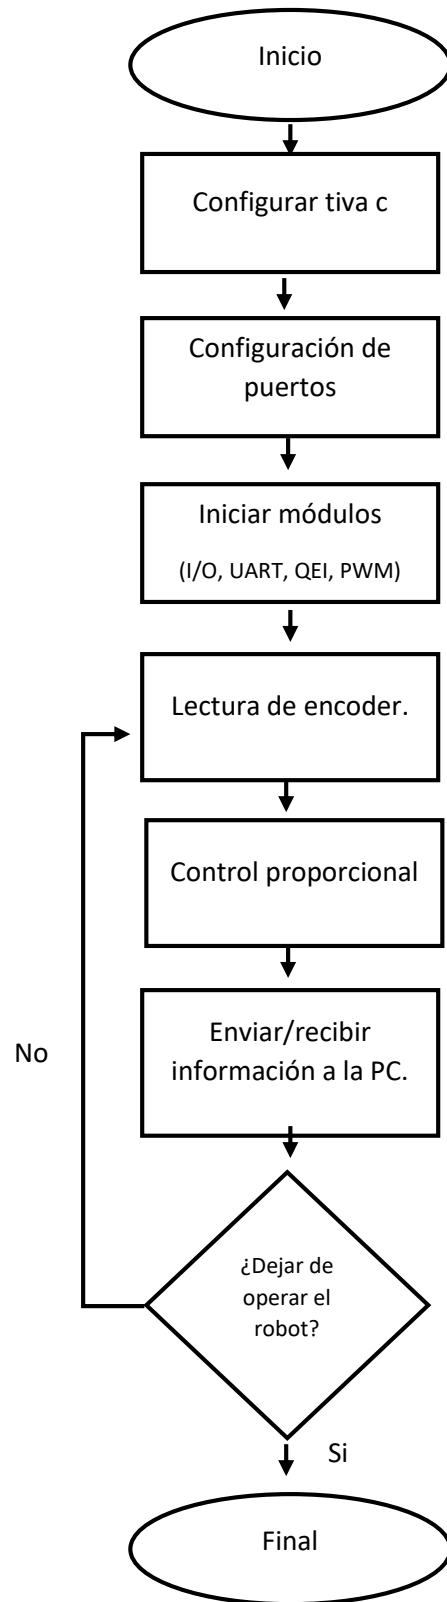 Inicio
Configurar tiva c
Configuración de
puertos
Iniciar módulos
(I/O, UART, QEI, PWM)
Lectura de encoder.
Control proporcional
Enviar/recibir
información a la PC.
No
¿Dejar de
operar el
robot?
Si
Final